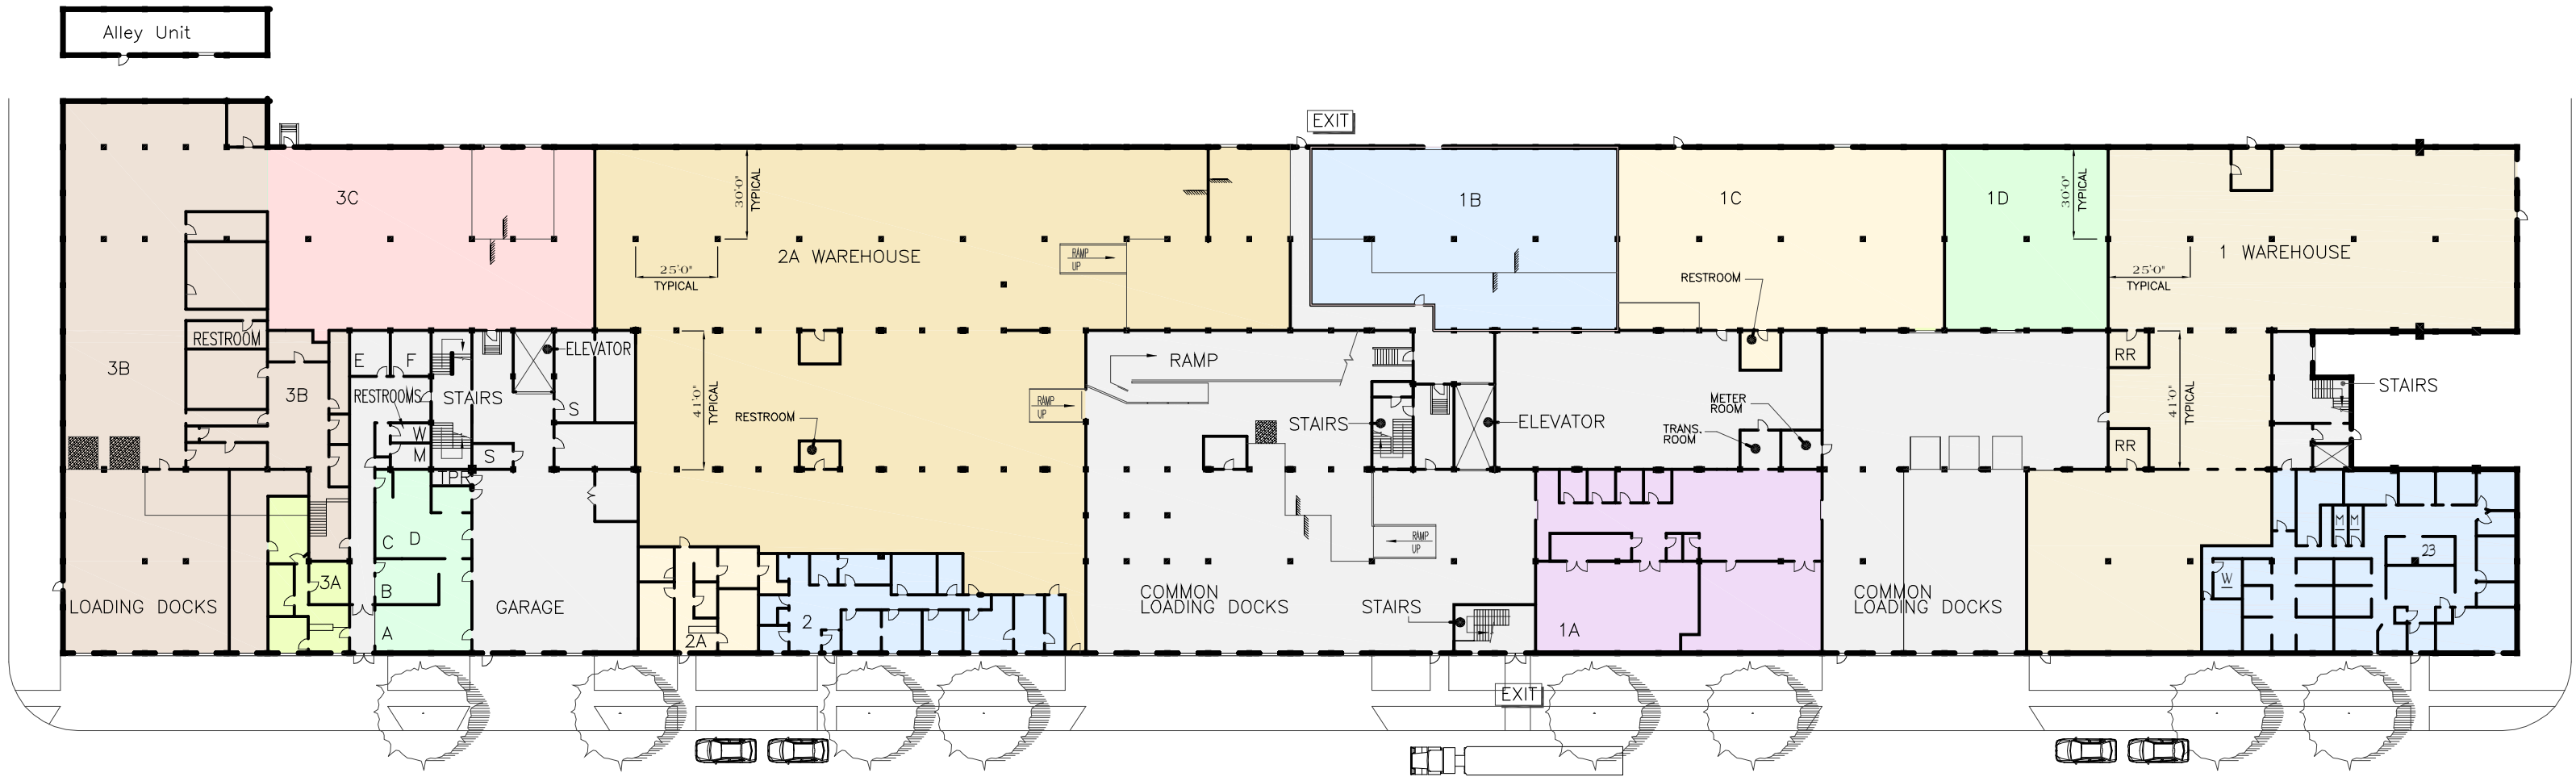 Alley Unit
EXIT
3C
30'-0"
TYPICAL
1B
1C
1D
30'-0"
TYPICAL
2A WAREHOUSE
RAMP
UP
1 WAREHOUSE
25'-0"
TYPICAL
RESTROOM
25'-0"
TYPICAL
RESTROOM
ELEVATOR
3B
3B
E
F
RAMP
RR
STAIRS
RESTROOMS
STAIRS
S
41'-0"
TYPICAL
RAMP
UP
RESTROOM
STAIRS
ELEVATOR
METER
ROOM
TRANS.
ROOM
41'-0"
TYPICAL
W
M
S
RR
TPR
C
D
RAMP
UP
M
M
23
3A
B
W
LOADING DOCKS
GARAGE
COMMON
LOADING DOCKS
STAIRS
COMMON
LOADING DOCKS
A
2A
2
1A
EXIT